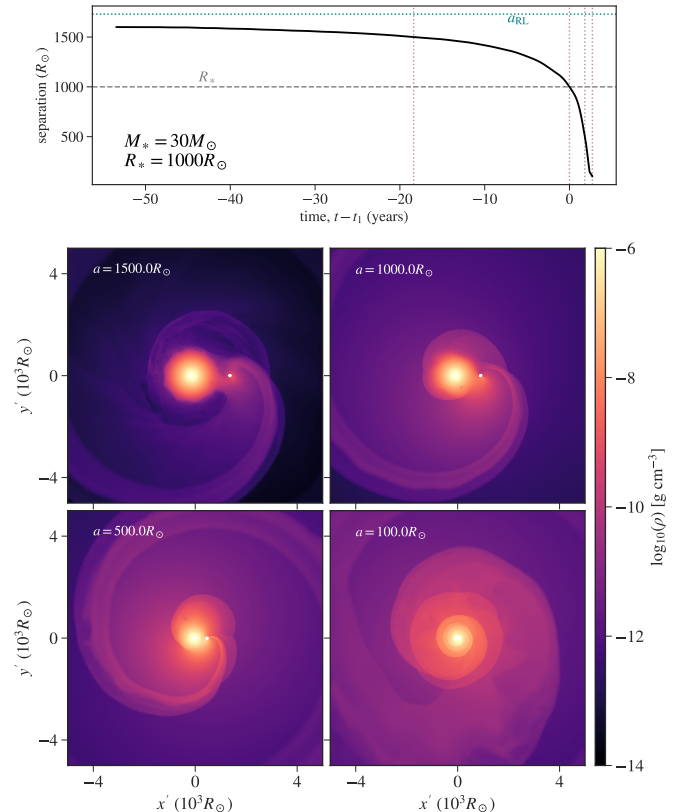 a_RL
1500
R_*
1000
500
separation (R_⊙)
M_* = 30M_⊙
R_* = 1000R_⊙
−50 −40 −30 −20 −10 0
time, t − t_1 (years)
a = 1500.0R_⊙
a = 1000.0R_⊙
4
0
−4
y′ (10^3 R_⊙)
a = 500.0R_⊙
a = 100.0R_⊙
4
0
−4
y′ (10^3 R_⊙)
−4 0 4
−4 0 4
x′ (10^3 R_⊙)
x′ (10^3 R_⊙)
−6
−8
−10
−12
−14
log_10(ρ) [g cm^−3]